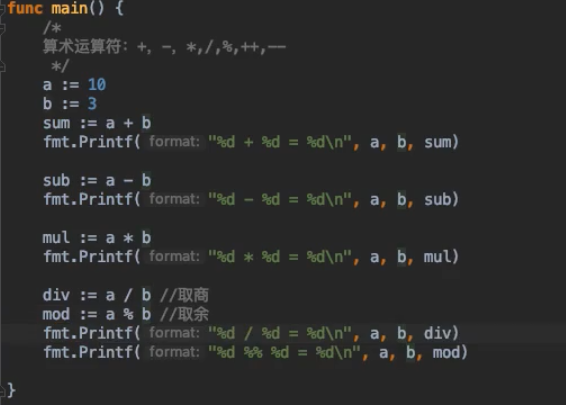 func main() {
/*
算术运算符：+，-，*,/,%,++,--
*/
a := 10
b := 3
sum := a + b
fmt.Printf( format: "%d + %d = %d\n", a, b, sum)
sub := a - b
fmt.Printf( format: "%d - %d = %d\n", a, b, sub)
mul := a * b
fmt.Printf( format: "%d * %d = %d\n", a, b, mul)
div := a / b //取商
mod := a % b //取余
fmt.Printf( format: "%d / %d = %d\n", a, b, div)
fmt.Printf( format: "%d %% %d = %d\n", a, b, mod)
}